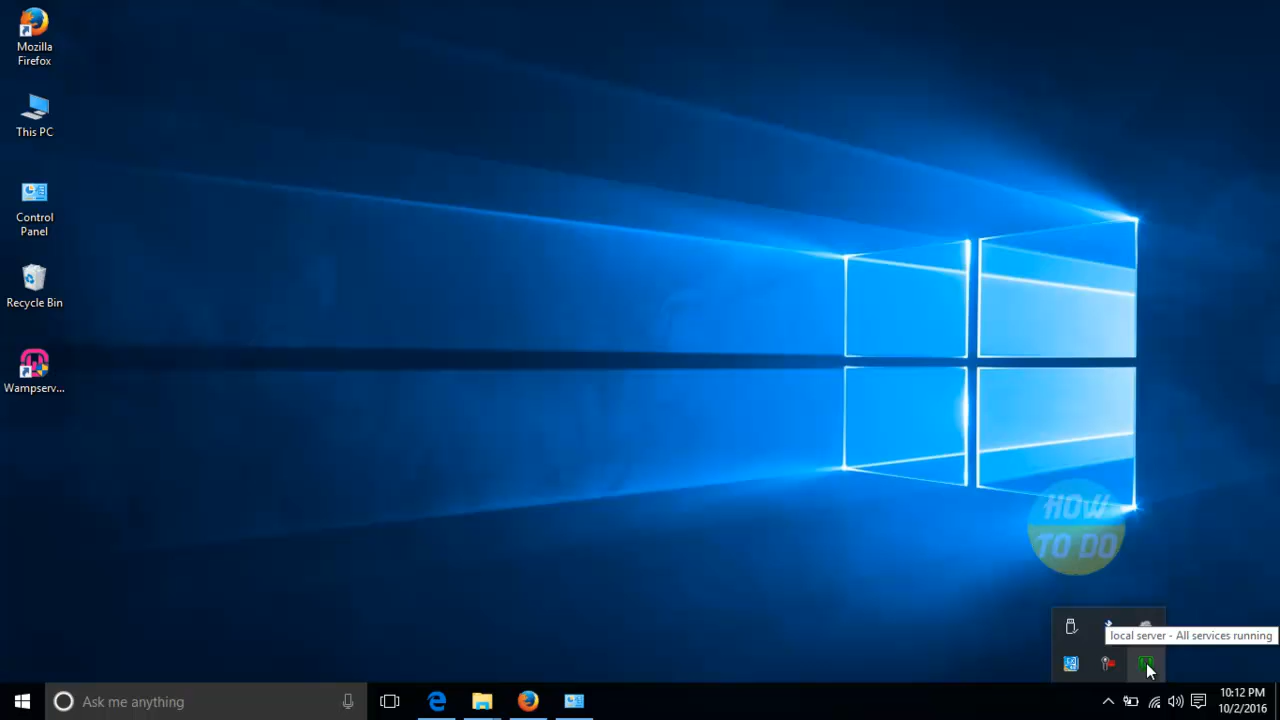 Mozilla
Firefox
This PC
Control
Panel
Recycle Bin
Wampserv...
HOW
TO DO
local server - All services running
Ask me anything
10:12 PM
10/2/2016